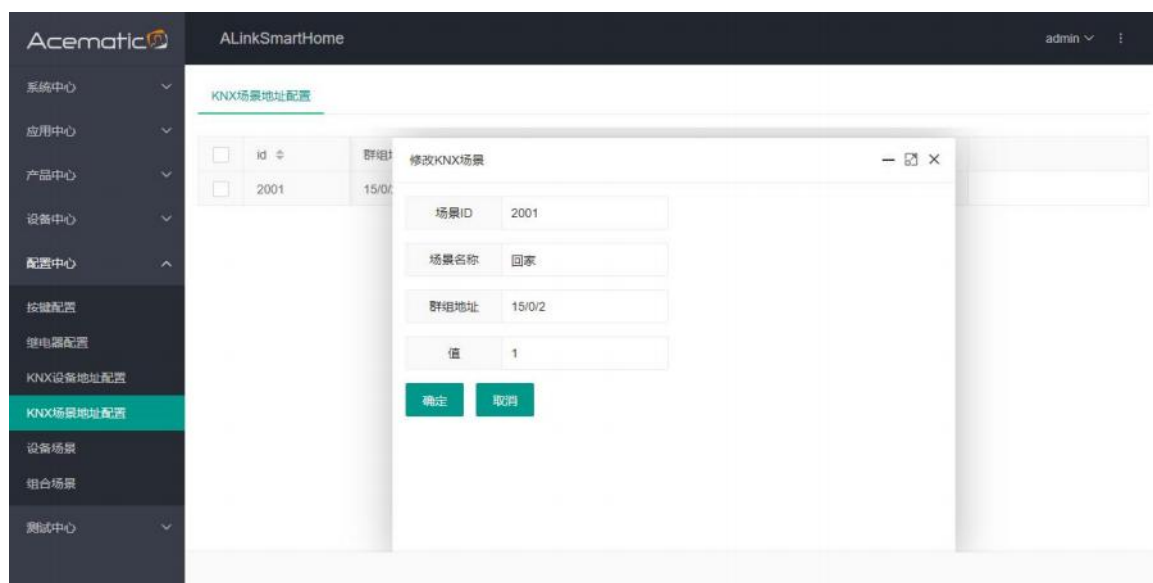 Acematic
ALinkSmartHome
admin
系统中心
应用中心
产品中心
设备中心
配置中心
按键配置
继电器配置
KNX设备地址配置
KNX场景地址配置
设备场景
组合场景
测试中心
KNX场景地址配置
id
群组
2001
15/0/
修改KNX场景
场景ID
2001
场景名称
回家
群组地址
15/0/2
值
1
确定
取消